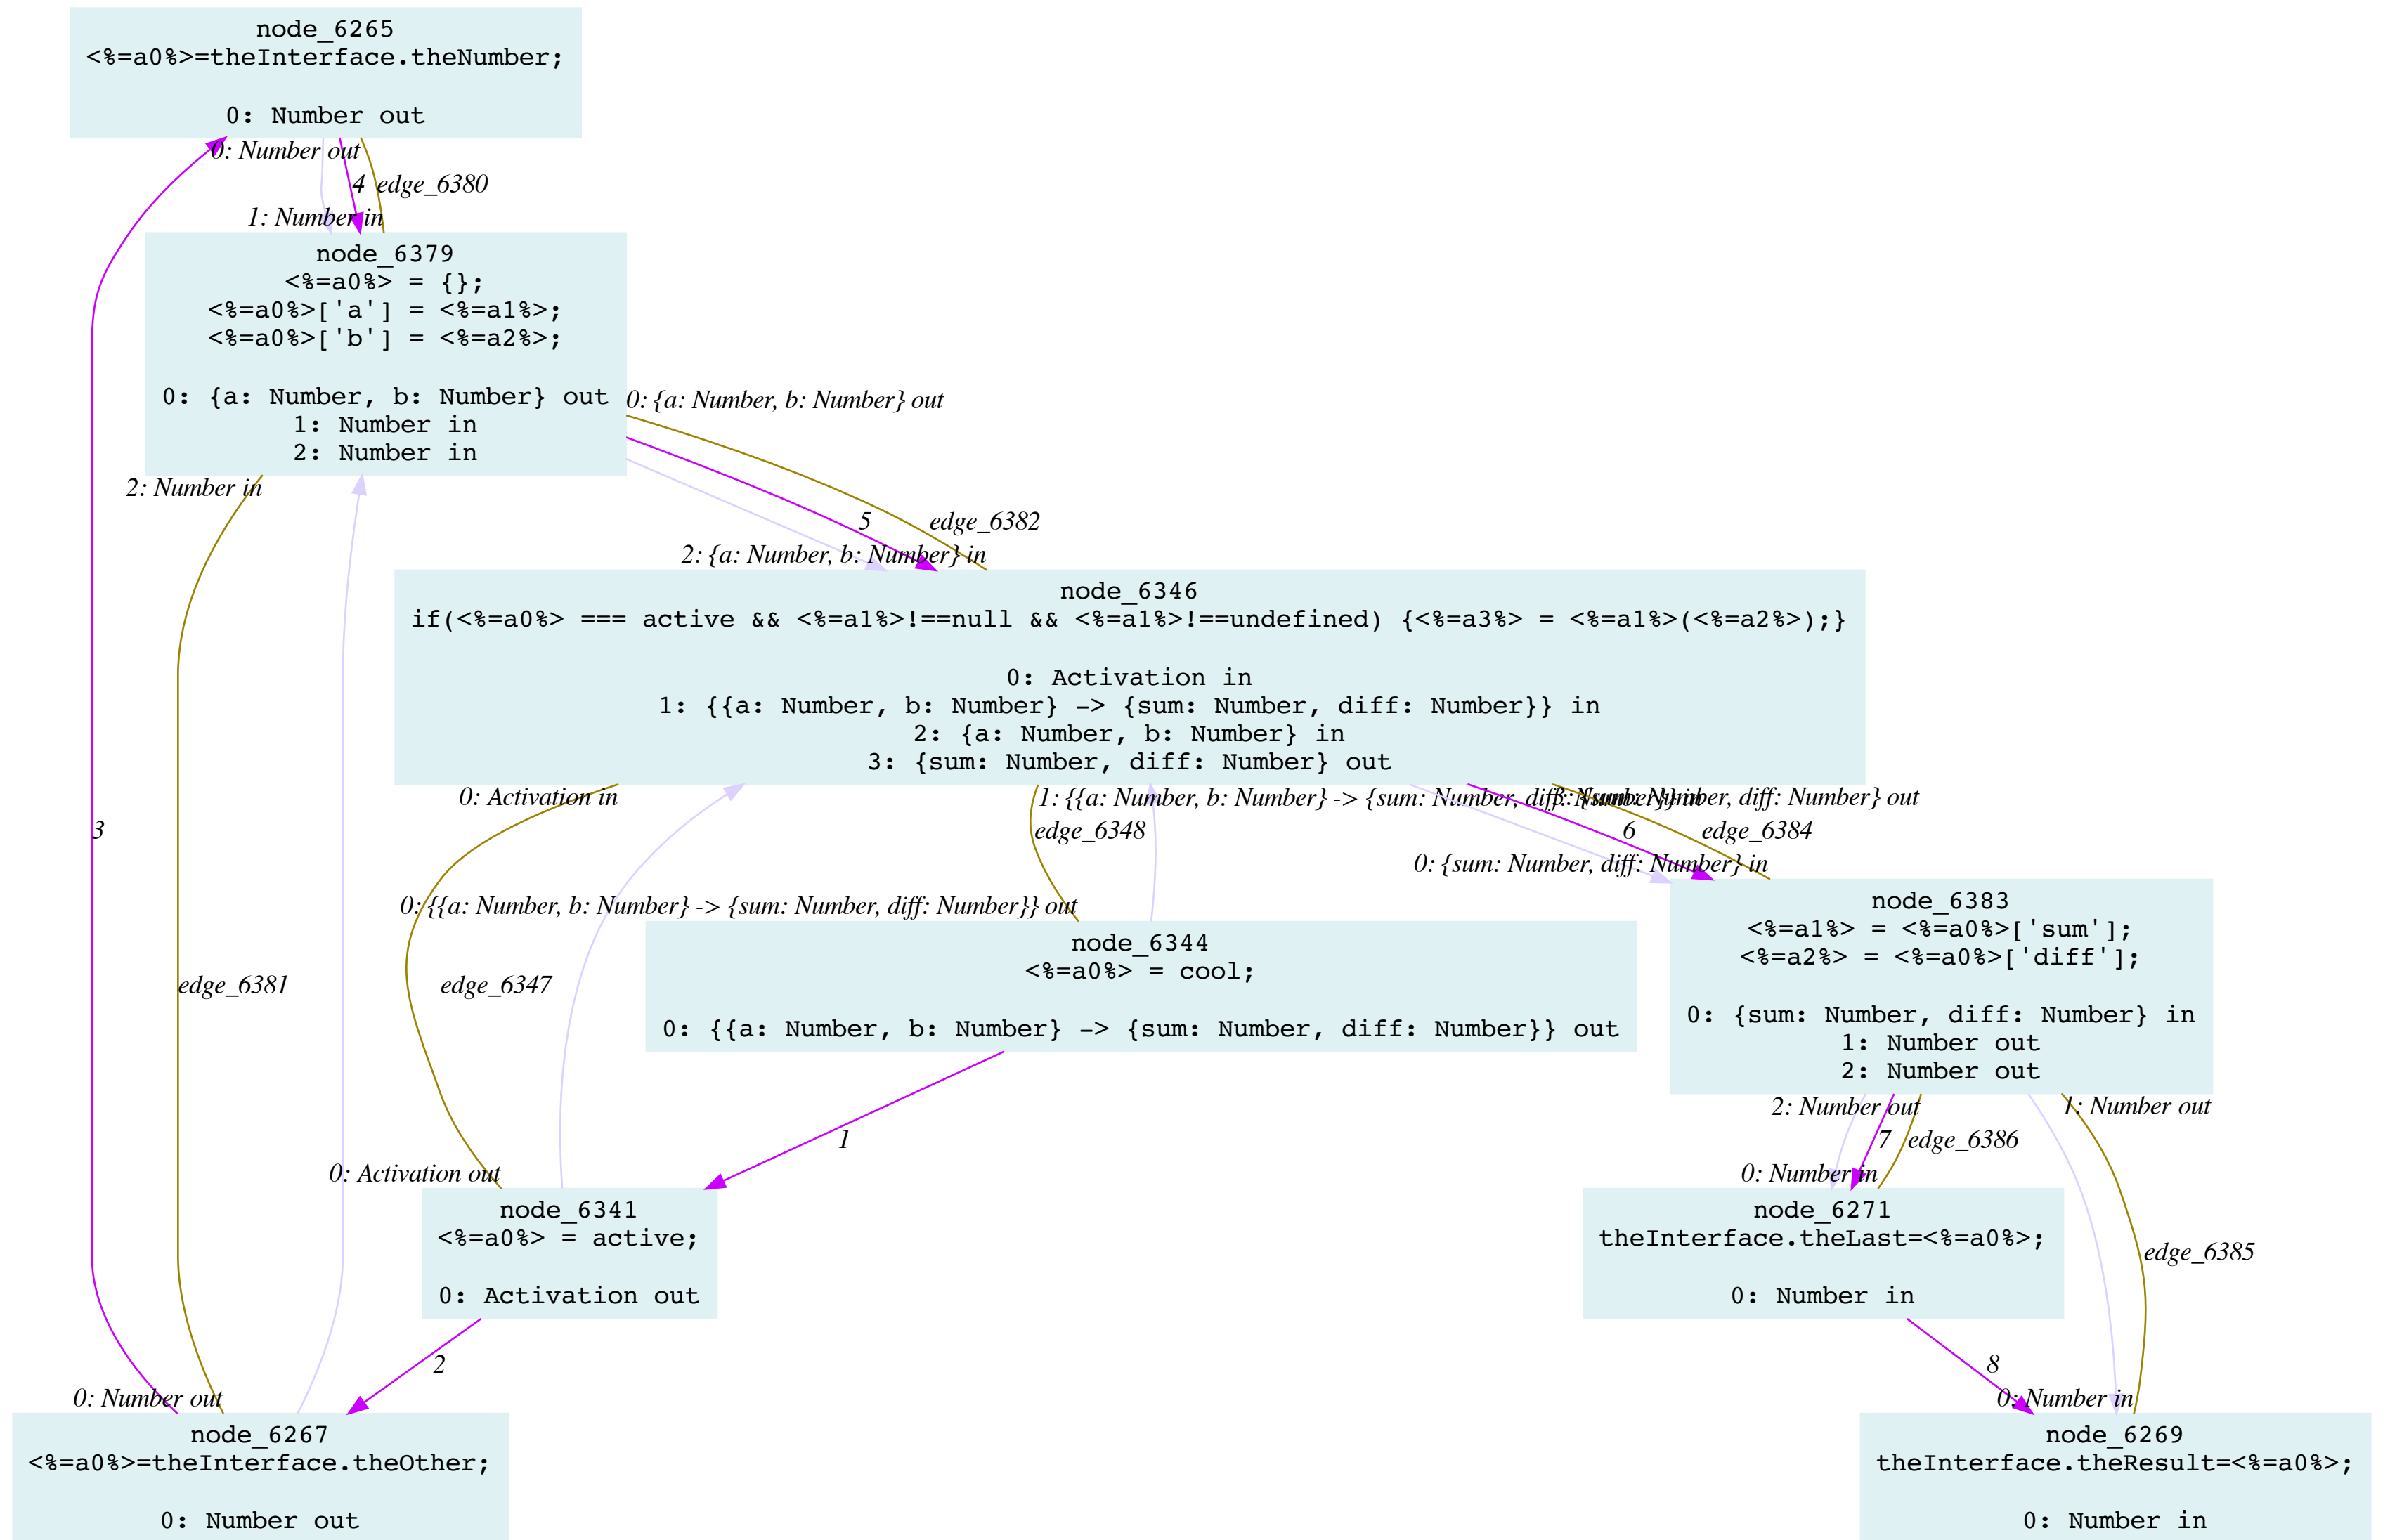 node_6265
<%=a0%>=theInterface.theNumber;
0: Number out
0: Number out
4
edge_6380
1: Number in
node_6379
<%=a0%> = {};
<%=a0%>['a'] = <%=a1%>;
<%=a0%>['b'] = <%=a2%>;
0: {a: Number, b: Number} out
1: Number in
2: Number in
0: {a: Number, b: Number} out
2: Number in
5
edge_6382
2: {a: Number, b: Number} in
node_6346
if(<%=a0%> === active && <%=a1%>!==null && <%=a1%>!==undefined) {<%=a3%> = <%=a1%>(<%=a2%>);}
0: Activation in
1: {{a: Number, b: Number} -> {sum: Number, diff: Number}} in
2: {a: Number, b: Number} in
3: {sum: Number, diff: Number} out
0: Activation in
1: {{a: Number, b: Number} -> {sum: Number, diff: Number}} in
3: {sum: Number, diff: Number} out
3
edge_6348
6
edge_6384
0: {sum: Number, diff: Number} in
0: {{a: Number, b: Number} -> {sum: Number, diff: Number}} out
node_6344
<%=a0%> = cool;
0: {{a: Number, b: Number} -> {sum: Number, diff: Number}} out
node_6383
<%=a1%> = <%=a0%>['sum'];
<%=a2%> = <%=a0%>['diff'];
0: {sum: Number, diff: Number} in
1: Number out
2: Number out
edge_6381
edge_6347
2: Number out
1: Number out
1
7
edge_6386
0: Activation out
0: Number in
node_6341
<%=a0%> = active;
0: Activation out
node_6271
theInterface.theLast=<%=a0%>;
0: Number in
edge_6385
2
8
0: Number out
0: Number in
node_6267
<%=a0%>=theInterface.theOther;
0: Number out
node_6269
theInterface.theResult=<%=a0%>;
0: Number in